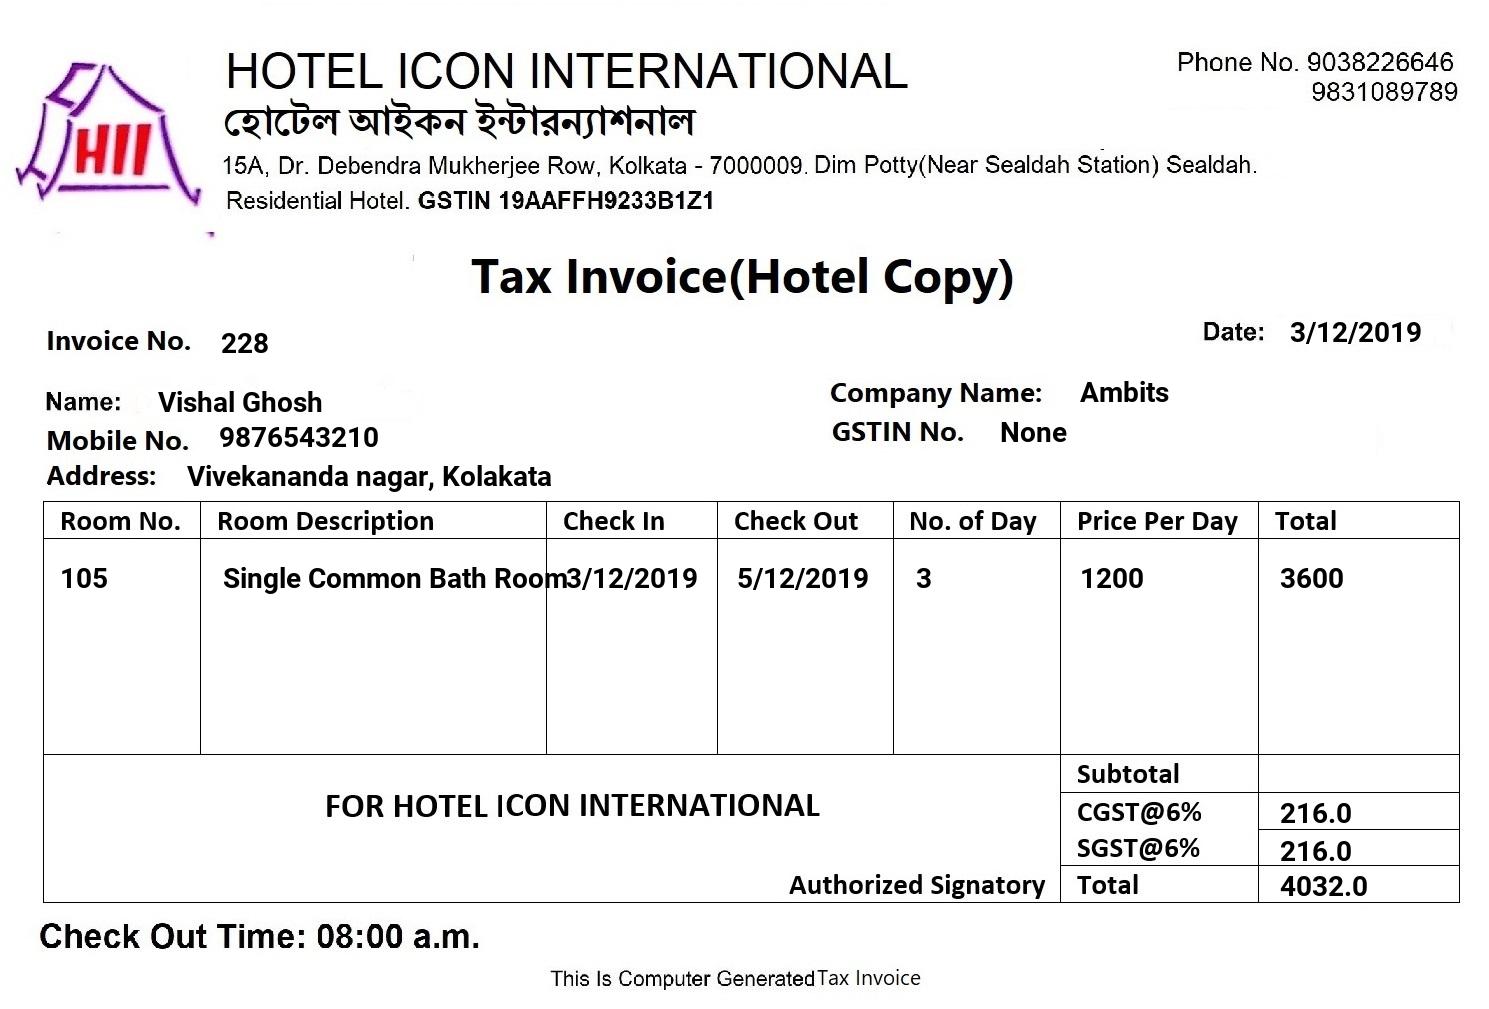 HII
HOTEL ICON INTERNATIONAL
হোটেল আইকন ইন্টারন্যাশনাল
15A, Dr. Debendra Mukherjee Row, Kolkata - 7000009. Dim Potty(Near Sealdah Station) Sealdah.
Residential Hotel. GSTIN 19AAFFH9233B1Z1
Phone No. 9038226646
9831089789
Tax Invoice(Hotel Copy)
Invoice No. 228
Date: 3/12/2019
Name: Vishal Ghosh
Mobile No. 9876543210
Address: Vivekananda nagar, Kolakata
Company Name: Ambits
GSTIN No. None
Room No. Room Description Check In Check Out No. of Day Price Per Day Total
105 Single Common Bath Room 3/12/2019 5/12/2019 3 1200 3600
Subtotal
CGST@6% 216.0
SGST@6% 216.0
Total 4032.0
FOR HOTEL ICON INTERNATIONAL
Authorized Signatory
Check Out Time: 08:00 a.m.
This Is Computer Generated Tax Invoice